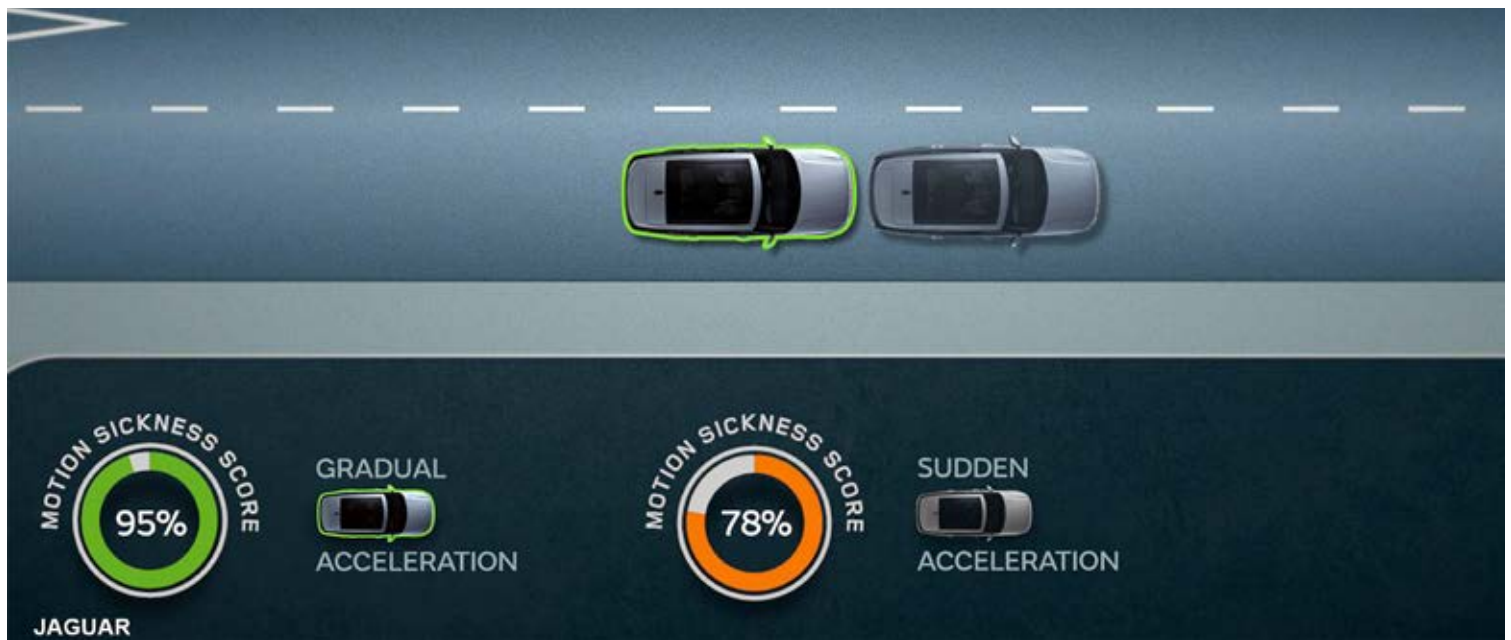 MOTION SICKNESS SCORE
95%
GRADUAL
ACCELERATION
MOTION SICKNESS SCORE
78%
SUDDEN
ACCELERATION
JAGUAR